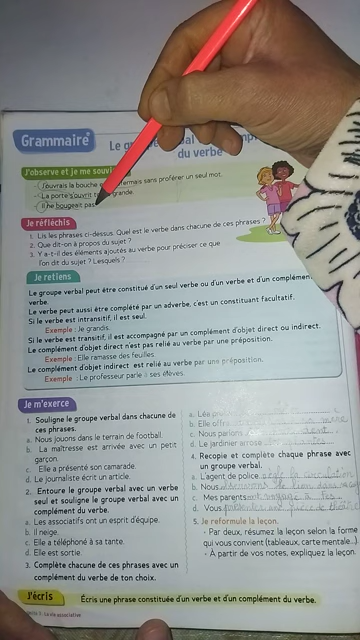 Grammaire
du verbe
J'observe et je me souvi
- J'ouvrais la bouche e fermais sans proférer un seul mot.
- La porte s'ouvrit t grande.
- Il ne bougeait pas
Je réfléchis
1. Lis les phrases ci-dessus. Quel est le verbe dans chacune de ces phrases ?
2. Que dit-on à propos du sujet ?
3. Y a-t-il des éléments ajoutés au verbe pour préciser ce que
l'on dit du sujet ? Lesquels ?
Je retiens
Le groupe verbal peut être constitué d'un seul verbe ou d'un verbe et d'un complément
verbe.
Le verbe peut aussi être complété par un adverbe, c'est un constituant facultatif.
Si le verbe est intransitif, il est seul.
Exemple : Je grandis.
Si le verbe est transitif, il est accompagné par un complément d'objet direct ou indirect.
Le complément d'objet direct n'est pas relié au verbe par une préposition.
Exemple : Elle ramasse des feuilles.
Le complément d'objet indirect est relié au verbe par une préposition.
Exemple : Le professeur parle à ses élèves.
Je m'exerce
1. Souligne le groupe verbal dans chacune de
ces phrases.
a. Nous jouons dans le terrain de football.
b. La maîtresse est arrivée avec un petit
garçon.
c. Elle a présenté son camarade.
d. Le journaliste écrit un article.
2. Entoure le groupe verbal avec un verbe
seul et souligne le groupe verbal avec un
complément du verbe.
a. Les associatifs ont un esprit d'équipe.
b. Il neige.
c. Elle a téléphoné à sa tante.
d. Elle est sortie.
3. Complète chacune de ces phrases avec un
complément du verbe de ton choix.
a. Léa
b. Elle offre
c. Nous parlons
d. Le jardinier arrose
4. Recopie et complète chaque phrase avec
un groupe verbal.
a. L'agent de police règle la circulation
b. Nous
c. Mes parents
d. Vous
5. Je reformule la leçon.
- Par deux, résumez la leçon selon la forme
qui vous convient (tableaux, carte mentale...)
- À partir de vos notes, expliquez la leçon.
J'écris
Écris une phrase constituée d'un verbe et d'un complément du verbe.
La vie associative